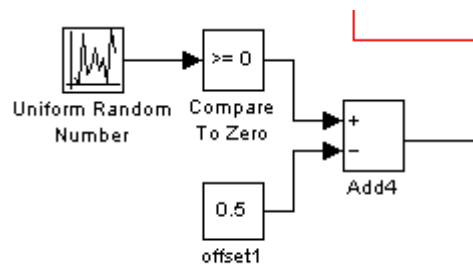 >= 0
Uniform Random
Number
Compare
To Zero
+
−
Add4
0.5
offset1